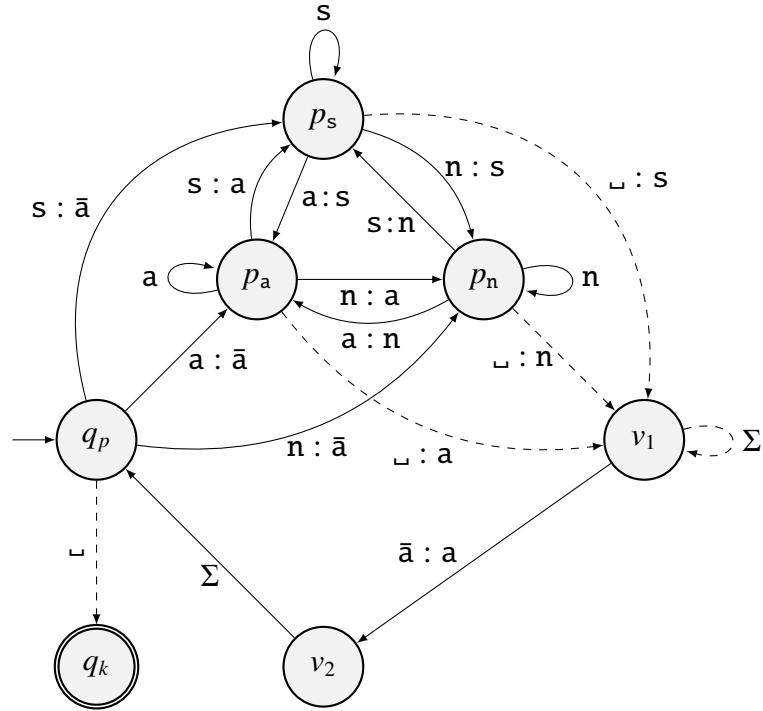 s
p_s
s : ā
s : a
a:s
n : s
s:n
␣ : s
a
p_a
p_n
n
n : a
a : n
a : ā
␣ : n
q_p
n : ā
␣ : a
v_1
Σ
␣
Σ
ā : a
q_k
v_2